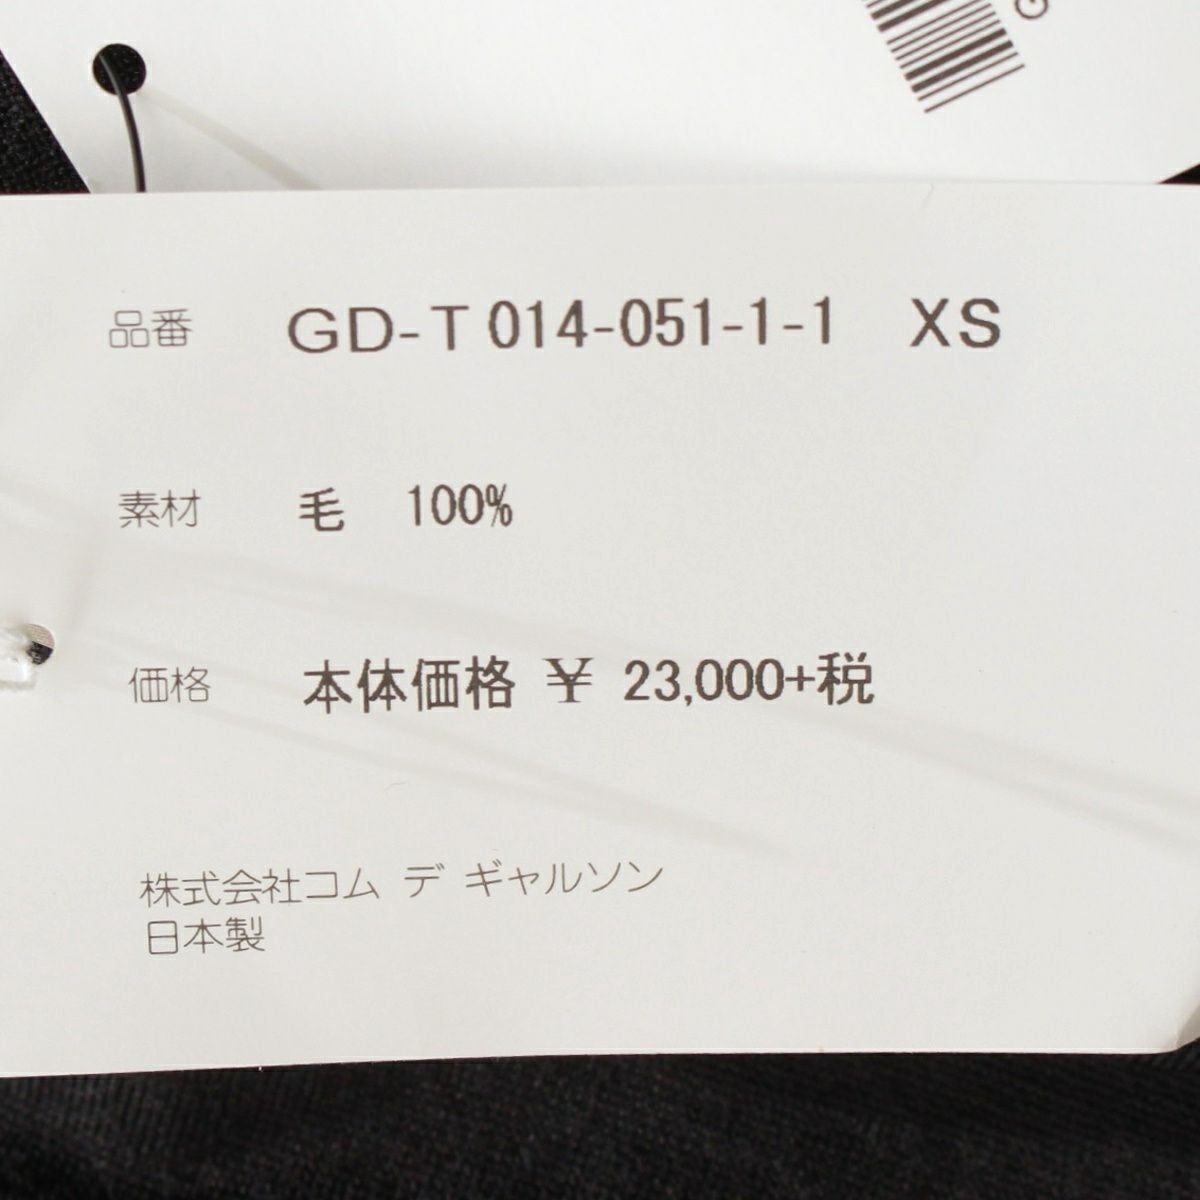 G
品番 GD-T 014-051-1-1 XS
素材 毛 100%
価格 本体価格 ¥ 23,000+税
株式会社コム デ ギャルソン
日本製